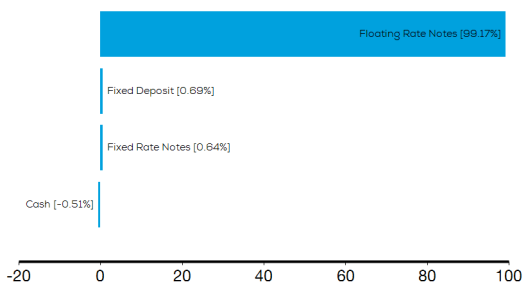 Floating Rate Notes [99.17%]
Fixed Deposit [0.69%]
Fixed Rate Notes [0.64%]
Cash [-0.51%]
-20 0 20 40 60 80 100